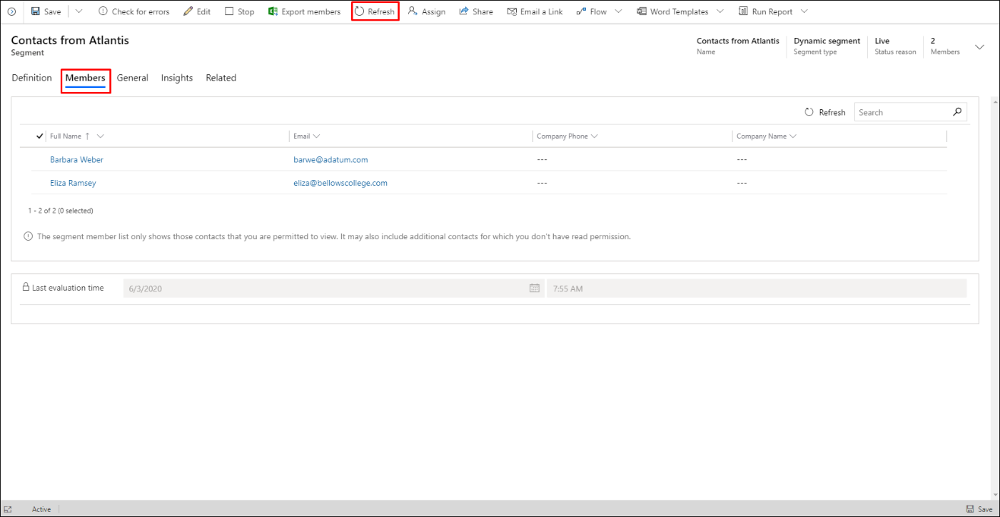 Save Check for errors Edit Stop Export members Refresh Assign Share Email a Link Flow Word Templates Run Report
Contacts from Atlantis
Segment
Contacts from Atlantis Dynamic segment Live 2
Name Segment type Status reason Members
Definition Members General Insights Related
Refresh Search
Full Name Email Company Phone Company Name
Barbara Weber barwe@adatum.com --- ---
Eliza Ramsey eliza@bellowscollege.com --- ---
1 - 2 of 2 (0 selected)
The segment member list only shows those contacts that you are permitted to view. It may also include additional contacts for which you don't have read permission.
Last evaluation time 6/3/2020 7:55 AM
Active Save